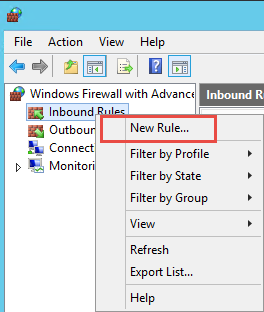 File Action View Help
Windows Firewall with Advance
Inbound R
Inbound Rules
Outboun
Connect
Monitori
New Rule...
Filter by Profile
Filter by State
Filter by Group
View
Refresh
Export List...
Help